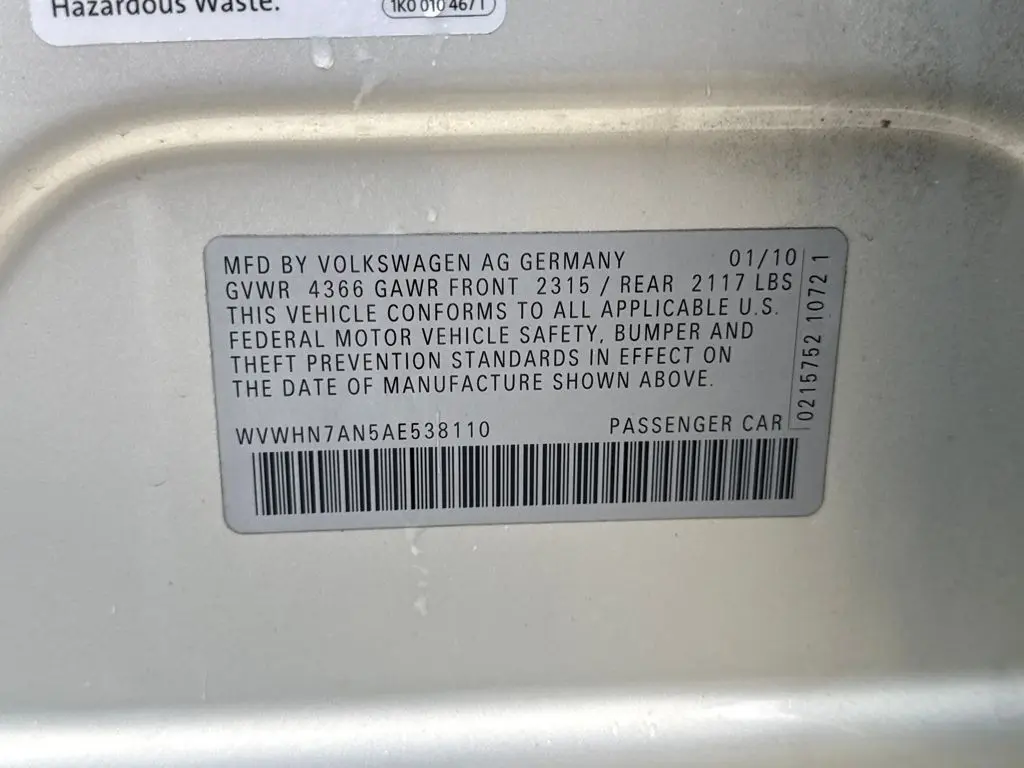 Hazardous Waste.
1K0 010 467 T
MFD BY VOLKSWAGEN AG GERMANY 01/10
GVWR 4366 GAWR FRONT 2315 / REAR 2117 LBS
THIS VEHICLE CONFORMS TO ALL APPLICABLE U.S.
FEDERAL MOTOR VEHICLE SAFETY, BUMPER AND
THEFT PREVENTION STANDARDS IN EFFECT ON
THE DATE OF MANUFACTURE SHOWN ABOVE.
WVWHN7AN5AE538110 PASSENGER CAR
0215752 1072 1